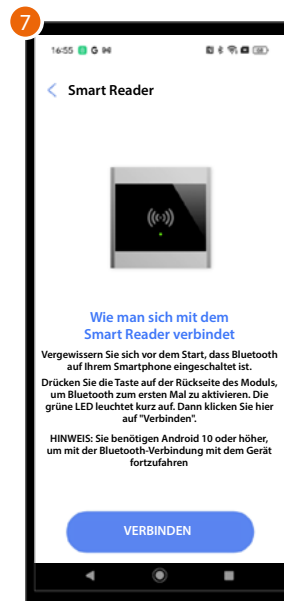 7
16:55
Smart Reader
Wie man sich mit dem
Smart Reader verbindet
Vergewissern Sie sich vor dem Start, dass Bluetooth
auf Ihrem Smartphone eingeschaltet ist.
Drücken Sie die Taste auf der Rückseite des Moduls,
um Bluetooth zum ersten Mal zu aktivieren. Die
grüne LED leuchtet kurz auf. Dann klicken Sie hier
auf "Verbinden".
HINWEIS: Sie benötigen Android 10 oder höher,
um mit der Bluetooth-Verbindung mit dem Gerät
fortzufahren
VERBINDEN